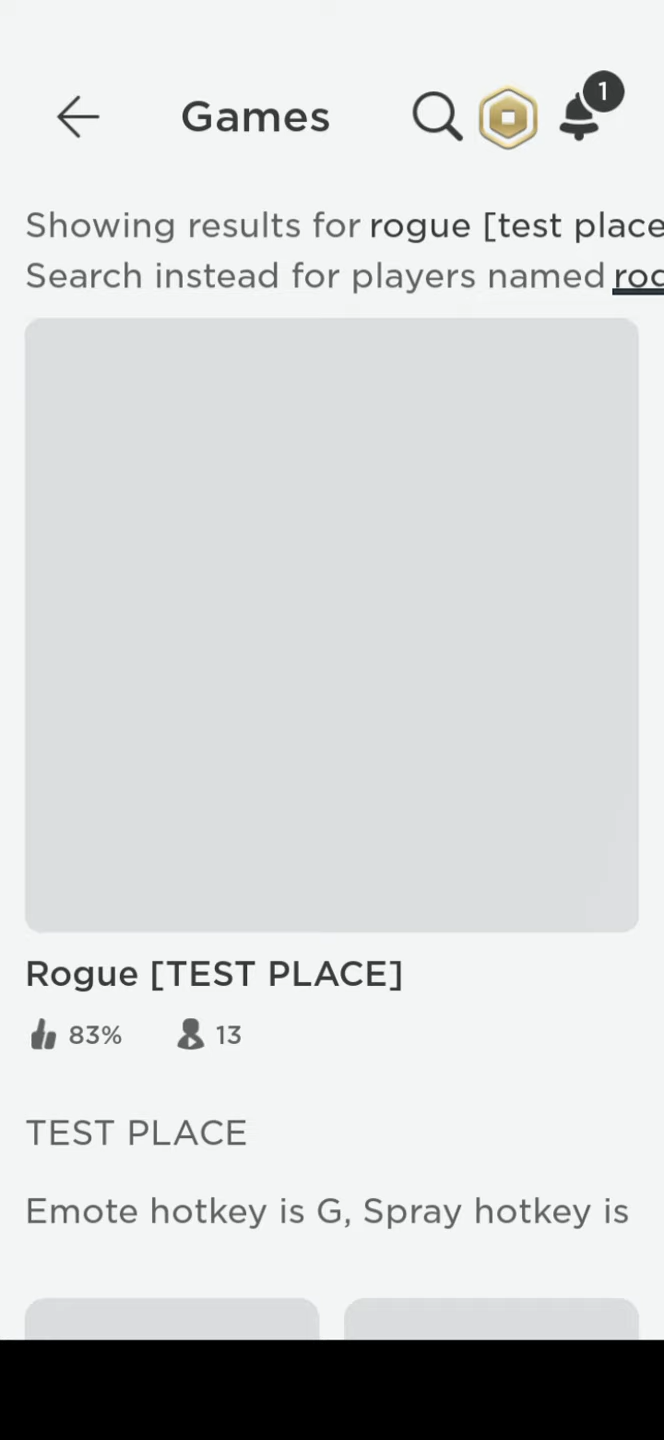 Games
1
Showing results for rogue [test place
Search instead for players named
Rogue [TEST PLACE]
83% 13
TEST PLACE
Emote hotkey is G, Spray hotkey is